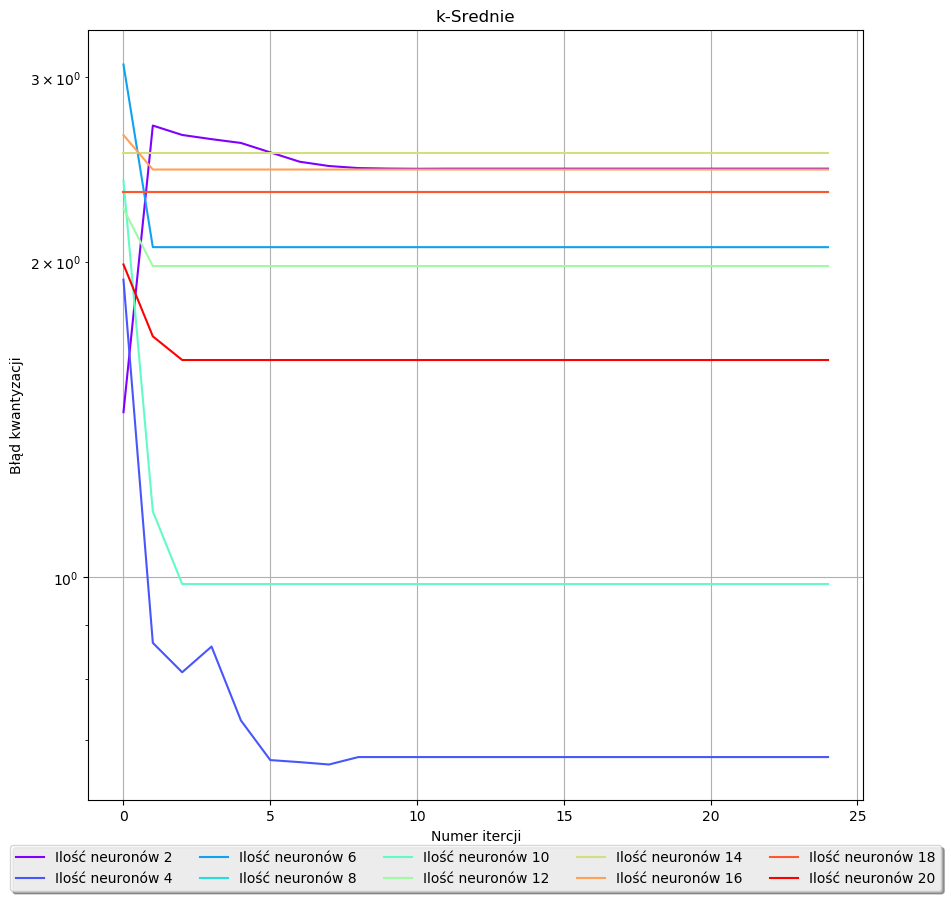 k-Srednie
3 × 10⁰
2 × 10⁰
10⁰
Błąd kwantyzacji
0 5 10 15 20 25
Numer itercji
Ilość neuronów 2 Ilość neuronów 6 Ilość neuronów 10 Ilość neuronów 14 Ilość neuronów 18
Ilość neuronów 4 Ilość neuronów 8 Ilość neuronów 12 Ilość neuronów 16 Ilość neuronów 20